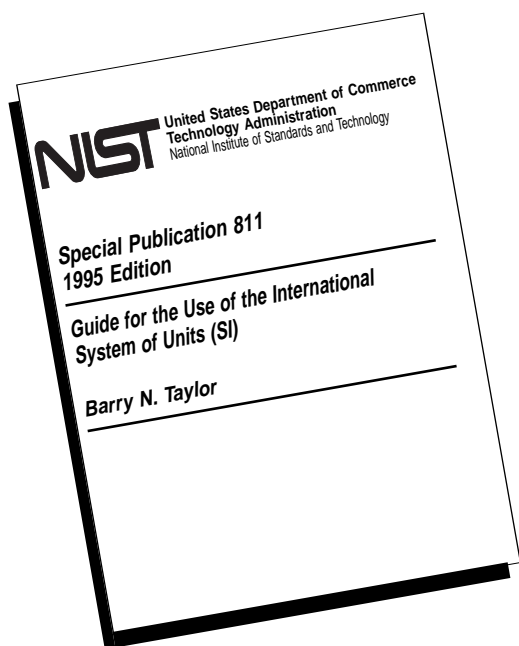 NIST
United States Department of Commerce
Technology Administration
National Institute of Standards and Technology
Special Publication 811
1995 Edition
Guide for the Use of the International
System of Units (SI)
Barry N. Taylor